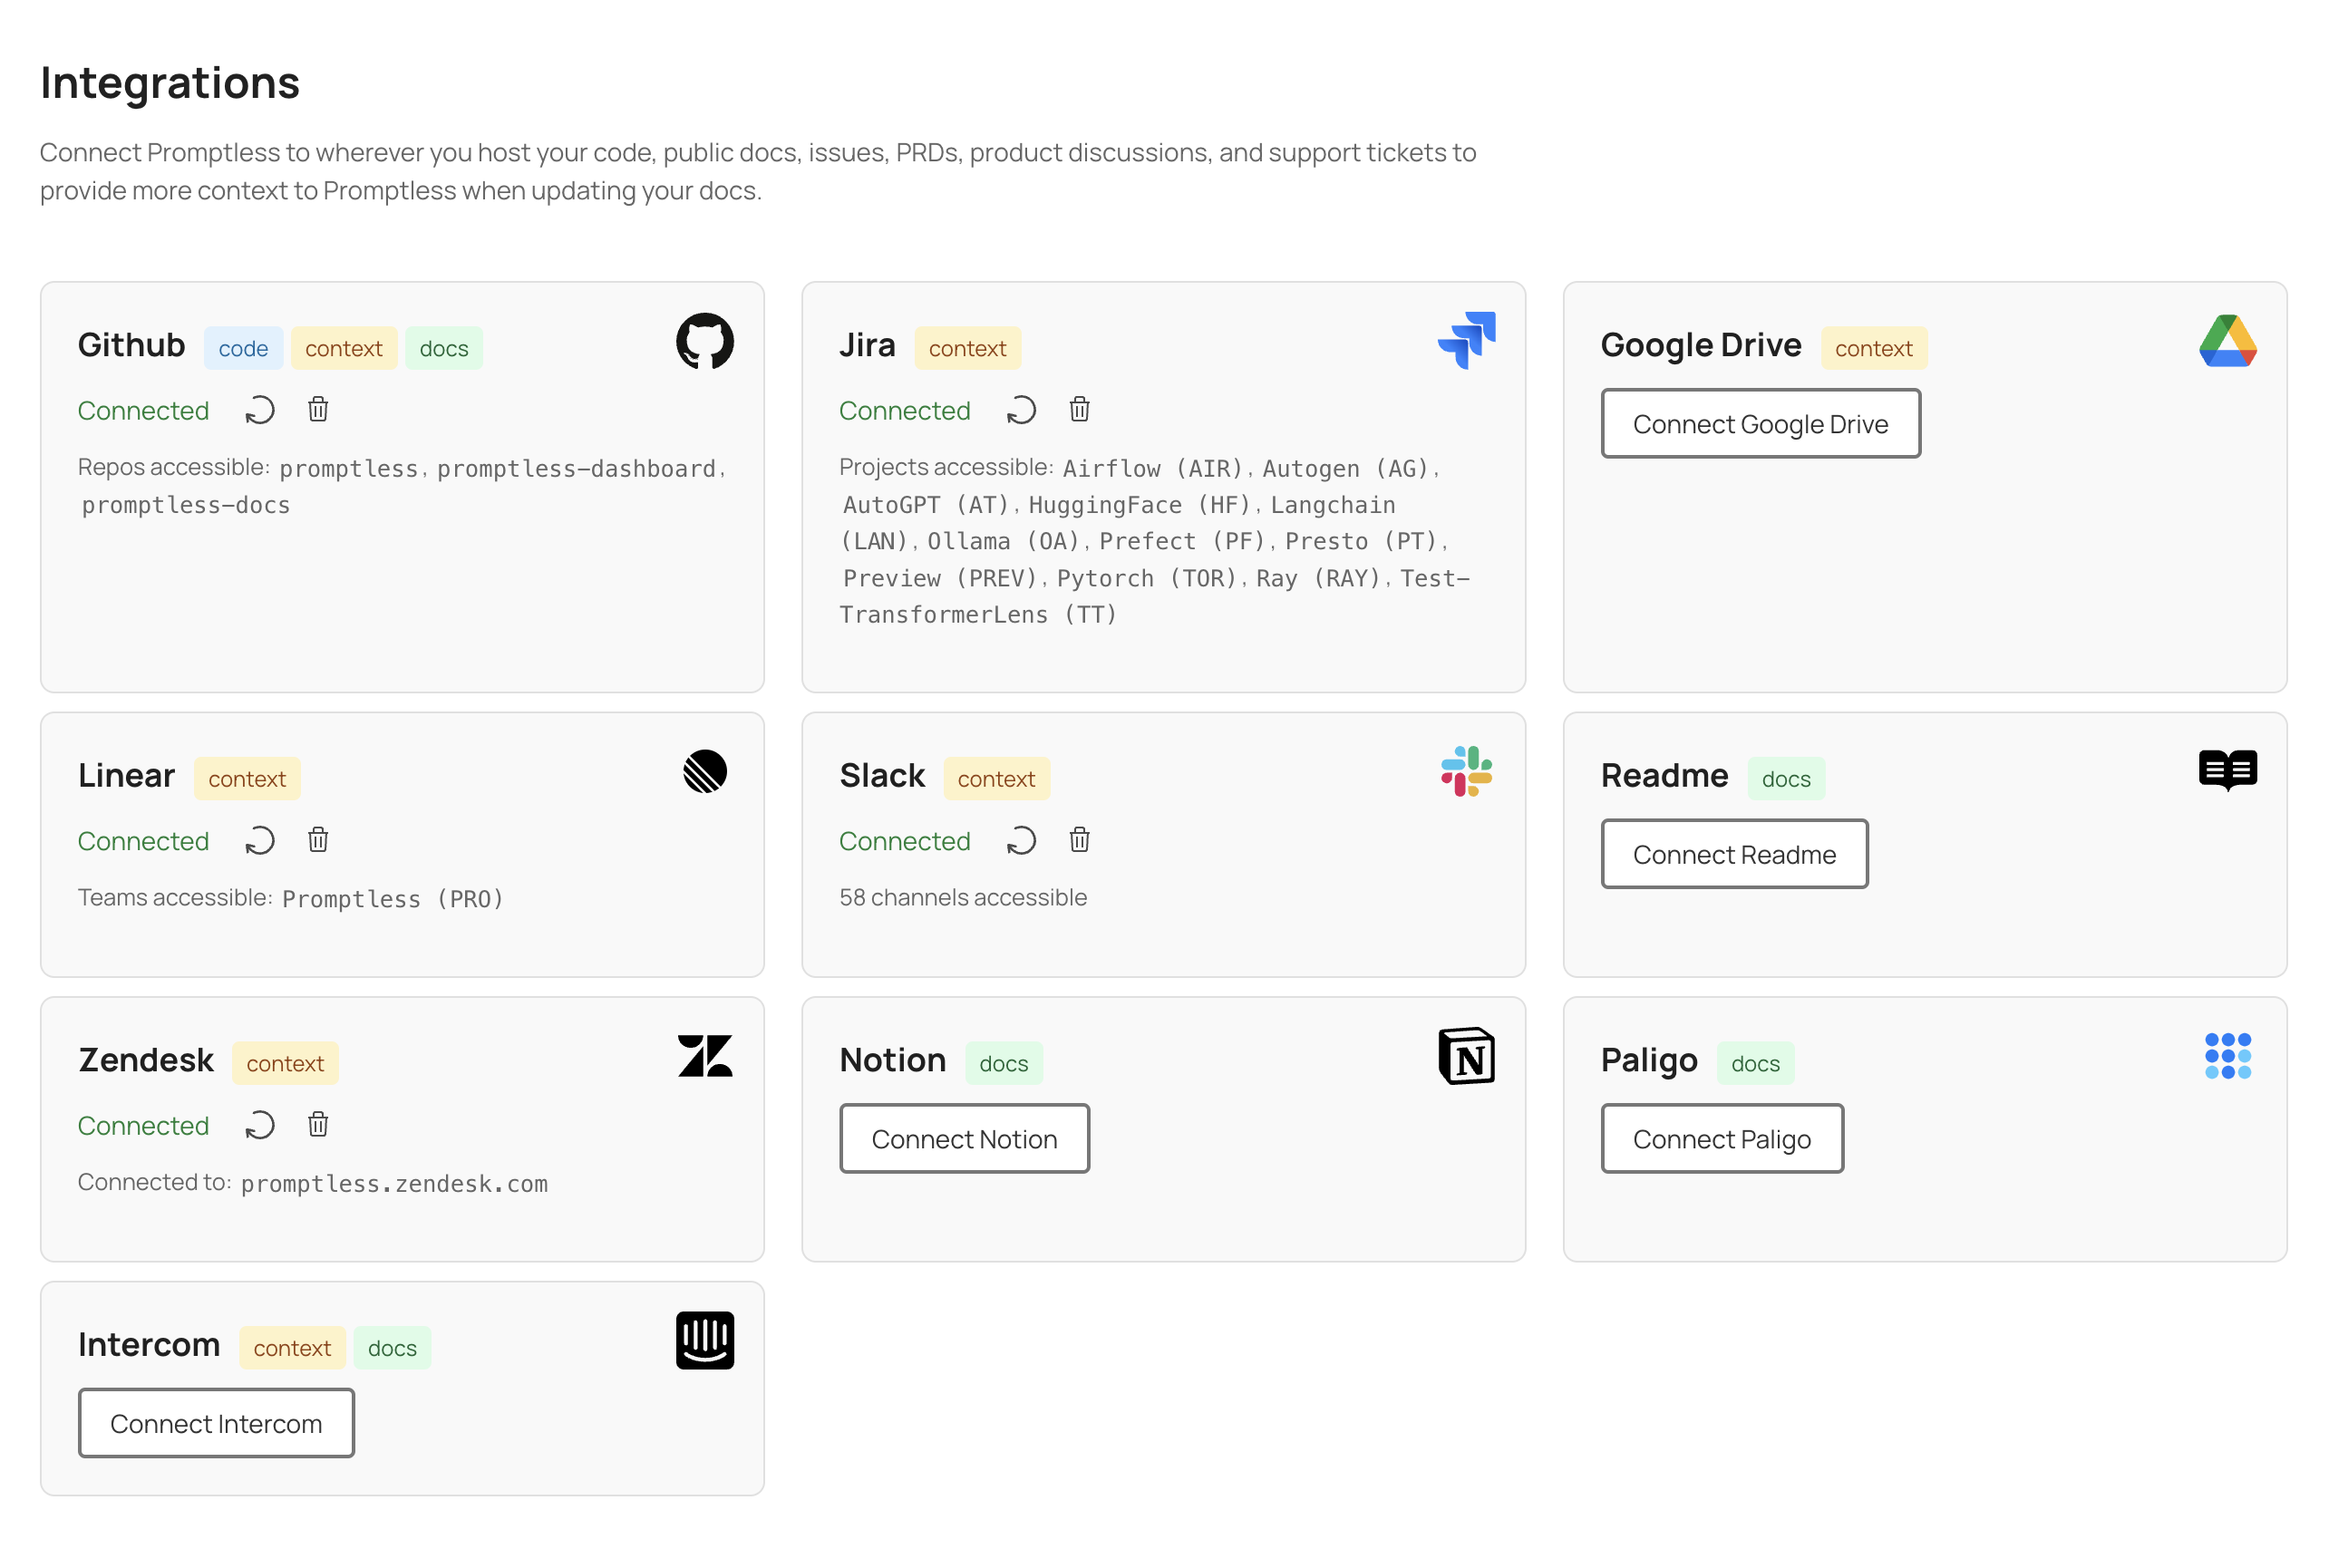 Integrations
Connect Promptless to wherever you host your code, public docs, issues, PRDs, product discussions, and support tickets to
provide more context to Promptless when updating your docs.
Github code context docs
Connected
Repos accessible: promptless, promptless-dashboard,
promptless-docs
Jira context
Connected
Projects accessible: Airflow (AIR), Autogen (AG),
AutoGPT (AT), HuggingFace (HF), Langchain
(LAN), Ollama (OA), Prefect (PF), Presto (PT),
Preview (PREV), Pytorch (TOR), Ray (RAY), Test-
TransformerLens (TT)
Google Drive context
Connect Google Drive
Linear context
Connected
Teams accessible: Promptless (PRO)
Slack context
Connected
58 channels accessible
Readme docs
Connect Readme
Zendesk context
Connected
Connected to: promptless.zendesk.com
Notion docs
N
Connect Notion
Paligo docs
Connect Paligo
Intercom context docs
Connect Intercom